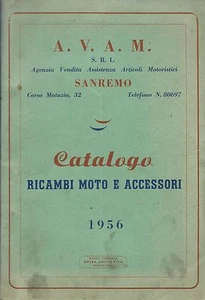 A. V. A. M.
S. R. L.
Agenzia Vendita Assistenza Articoli Motoristici
SANREMO
Corso Matuzia, 32 Telefono N. 80697
Catalogo
RICAMBI MOTO E ACCESSORI
1956